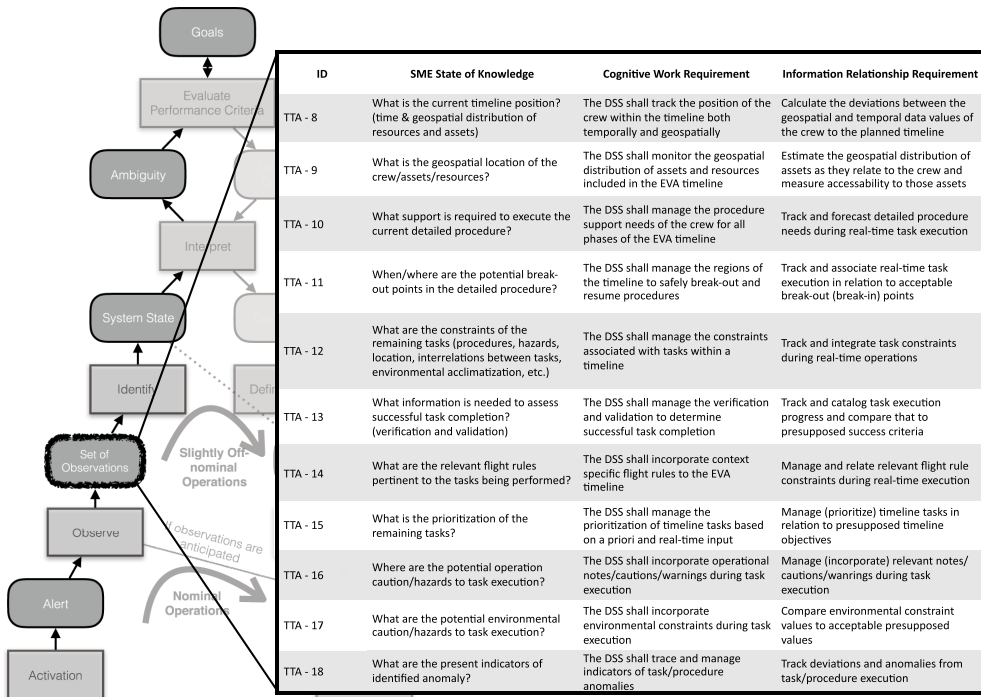 Goals
Evaluate
Performance Criteria
Ambiguity
Interpret
System State
Identify
Defin
Set of
Observations
Slightly Off-
nominal
Operations
Observe
If observations are
anticipated
Alert
Nominal
Operations
Activation
ID SME State of Knowledge Cognitive Work Requirement Information Relationship Requirement
TTA - 8
What is the current timeline position?
(time & geospatial distribution of
resources and assets)
The DSS shall track the position of the
crew within the timeline both
temporally and geospatially
Calculate the deviations between the
geospatial and temporal data values of
the crew to the planned timeline
TTA - 9
What is the geospatial location of the
crew/assets/resources?
The DSS shall monitor the geospatial
distribution of assets and resources
included in the EVA timeline
Estimate the geospatial distribution of
assets as they relate to the crew and
measure accessability to those assets
TTA - 10
What support is required to execute the
current detailed procedure?
The DSS shall manage the procedure
support needs of the crew for all
phases of the EVA timeline
Track and forecast detailed procedure
needs during real-time task execution
TTA - 11
When/where are the potential break-
out points in the detailed procedure?
The DSS shall manage the regions of
the timeline to safely break-out and
resume procedures
Track and associate real-time task
execution in relation to acceptable
break-out (break-in) points
TTA - 12
What are the constraints of the
remaining tasks (procedures, hazards,
location, interrelations between tasks,
environmental acclimatization, etc.)
The DSS shall manage the constraints
associated with tasks within a
timeline
Track and integrate task constraints
during real-time operations
TTA - 13
What information is needed to assess
successful task completion?
(verification and validation)
The DSS shall manage the verification
and validation to determine
successful task completion
Track and catalog task execution
progress and compare that to
presupposed success criteria
TTA - 14
What are the relevant flight rules
pertinent to the tasks being performed?
The DSS shall incorporate context
specific flight rules to the EVA
timeline
Manage and relate relevant flight rule
constraints during real-time execution
TTA - 15
What is the prioritization of the
remaining tasks?
The DSS shall manage the
prioritization of timeline tasks based
on a priori and real-time input
Manage (prioritize) timeline tasks in
relation to presupposed timeline
objectives
TTA - 16
Where are the potential operation
caution/hazards to task execution?
The DSS shall incorporate operational
notes/cautions/warnings during task
execution
Manage (incorporate) relevant notes/
cautions/wanrings during task
execution
TTA - 17
What are the potential environmental
caution/hazards to task execution?
The DSS shall incorporate
environmental constraints during task
execution
Compare environmental constraint
values to acceptable presupposed
values
TTA - 18
What are the present indicators of
identified anomaly?
The DSS shall trace and manage
indicators of task/procedure
anomalies
Track deviations and anomalies from
task/procedure execution